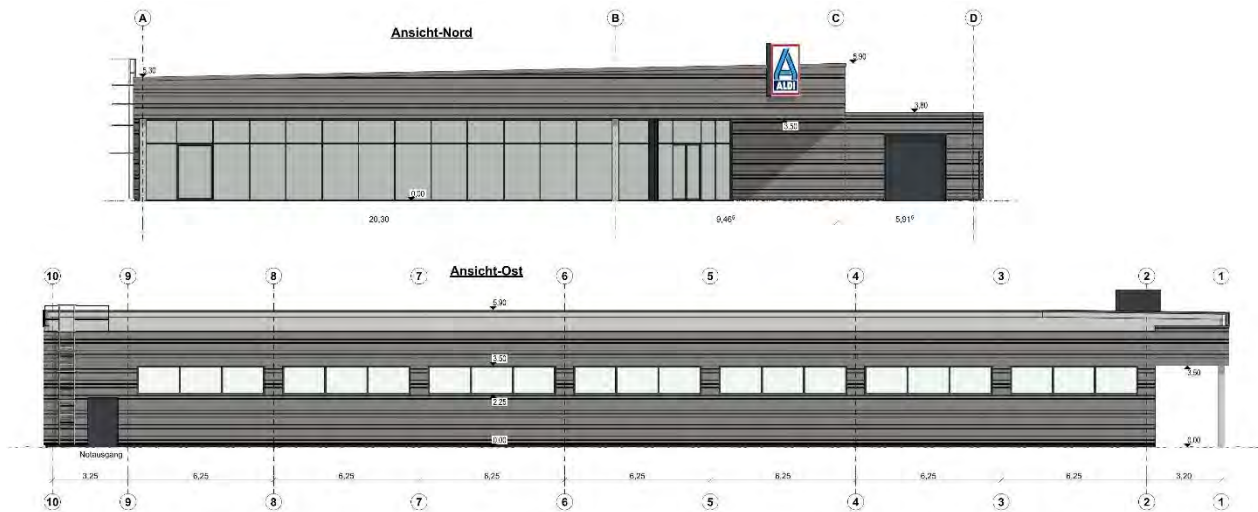 A B C D
Ansicht-Nord
5,90
5,30
ALDI
3,80
3,50
0,00
20,30 9,46⁵ 5,91⁵
Ansicht-Ost
10 9 8 7 6 5 4 3 2 1
5,90
3,50
3,50
2,25
0,00
0,00
Notausgang
3,25 6,25 6,25 6,25 6,25 6,25 6,25 6,25 3,20
10 9 8 7 6 5 4 3 2 1